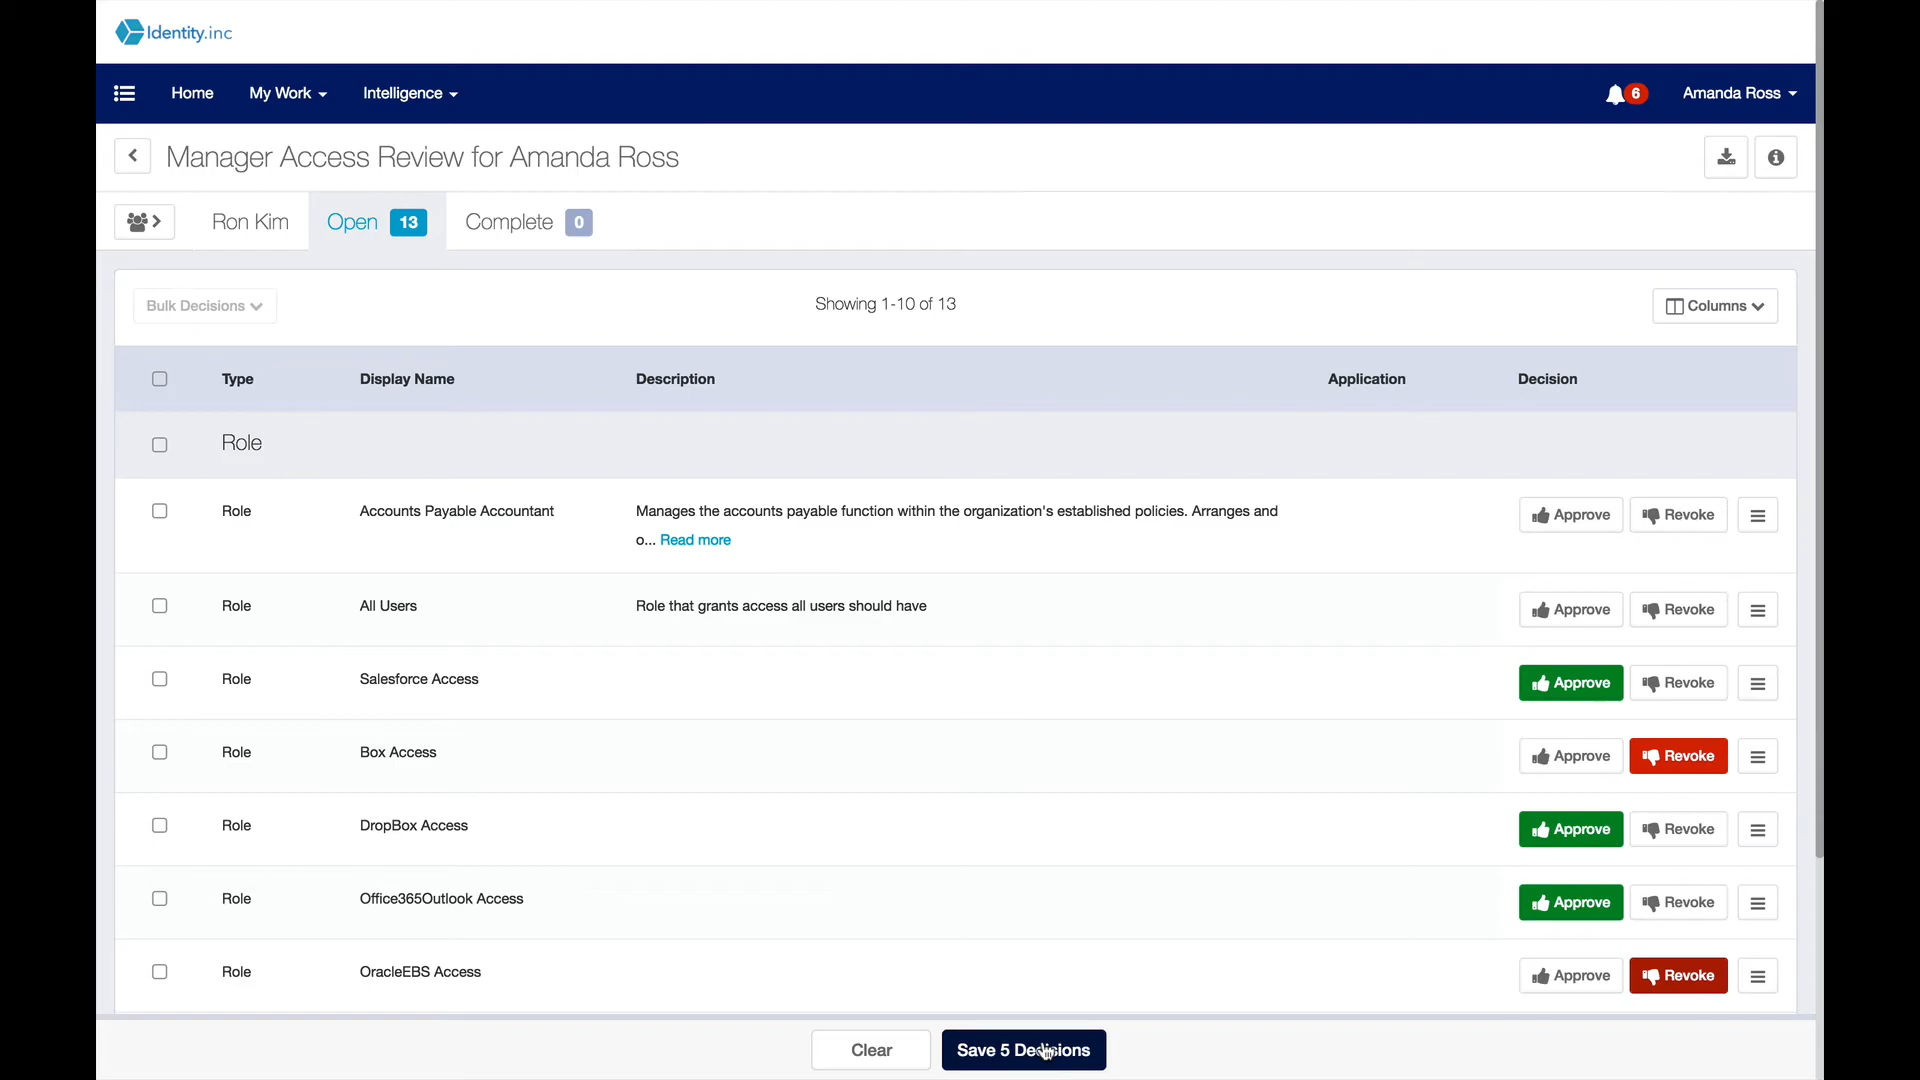 Identity.inc
Home My Work Intelligence 6 Amanda Ross
Manager Access Review for Amanda Ross
Ron Kim Open 13 Complete 0
Bulk Decisions Showing 1-10 of 13 Columns
Type Display Name Description Application Decision
Role
Role Accounts Payable Accountant Manages the accounts payable function within the organization's established policies. Arranges and Approve Revoke
o... Read more
Role All Users Role that grants access all users should have Approve Revoke
Role Salesforce Access Approve Revoke
Role Box Access Approve Revoke
Role DropBox Access Approve Revoke
Role Office365Outlook Access Approve Revoke
Role OracleEBS Access Approve Revoke
Clear Save 5 Decisions